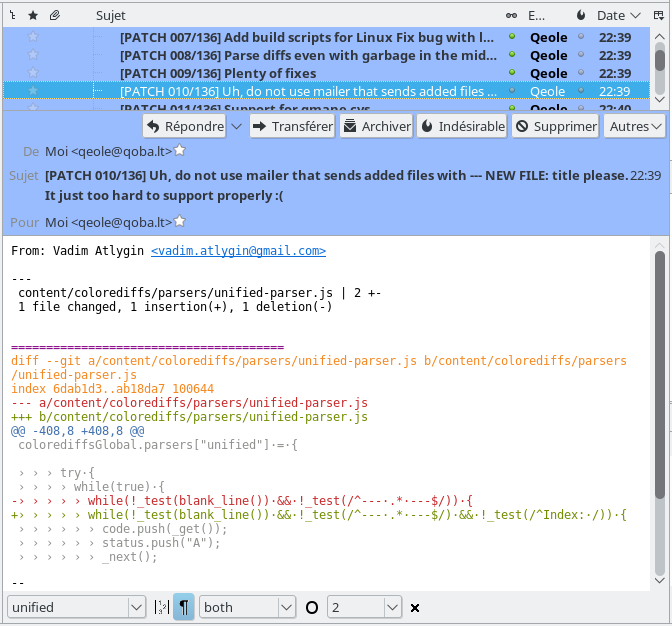 Sujet E... Date
[PATCH 007/136] Add build scripts for Linux Fix bug with l... Qeole 22:39
[PATCH 008/136] Parse diffs even with garbage in the mid... Qeole 22:39
[PATCH 009/136] Plenty of fixes Qeole 22:39
[PATCH 010/136] Uh, do not use mailer that sends added files ... Qeole 22:39
[PATCH 011/136] Support for gmane cvs Qeole 22:40
Répondre Transférer Archiver Indésirable Supprimer Autres
De Moi <qeole@qoba.lt>
Sujet [PATCH 010/136] Uh, do not use mailer that sends added files with --- NEW FILE: title please. 22:39
It just too hard to support properly :(
Pour Moi <qeole@qoba.lt>
From: Vadim Atlygin <vadim.atlygin@gmail.com>
---
content/colorediffs/parsers/unified-parser.js | 2 +-
1 file changed, 1 insertion(+), 1 deletion(-)
=======================================
diff --git a/content/colorediffs/parsers/unified-parser.js b/content/colorediffs/parsers
/unified-parser.js
index 6dab1d3..ab18da7 100644
--- a/content/colorediffs/parsers/unified-parser.js
+++ b/content/colorediffs/parsers/unified-parser.js
@@ -408,8 +408,8 @@
colorediffsGlobal.parsers["unified"]·=·{
› › › try·{
› › › › while(true)·{
-› › › › › while(!_test(blank_line())·&&·!_test(/^---·.*·---$/))·{
+› › › › › while(!_test(blank_line())·&&·!_test(/^---·.*·---$/)·&&·!_test(/^Index:·/))·{
› › › › › › code.push(_get());
› › › › › › status.push("A");
› › › › › › _next();
--
unified ¶ both 2